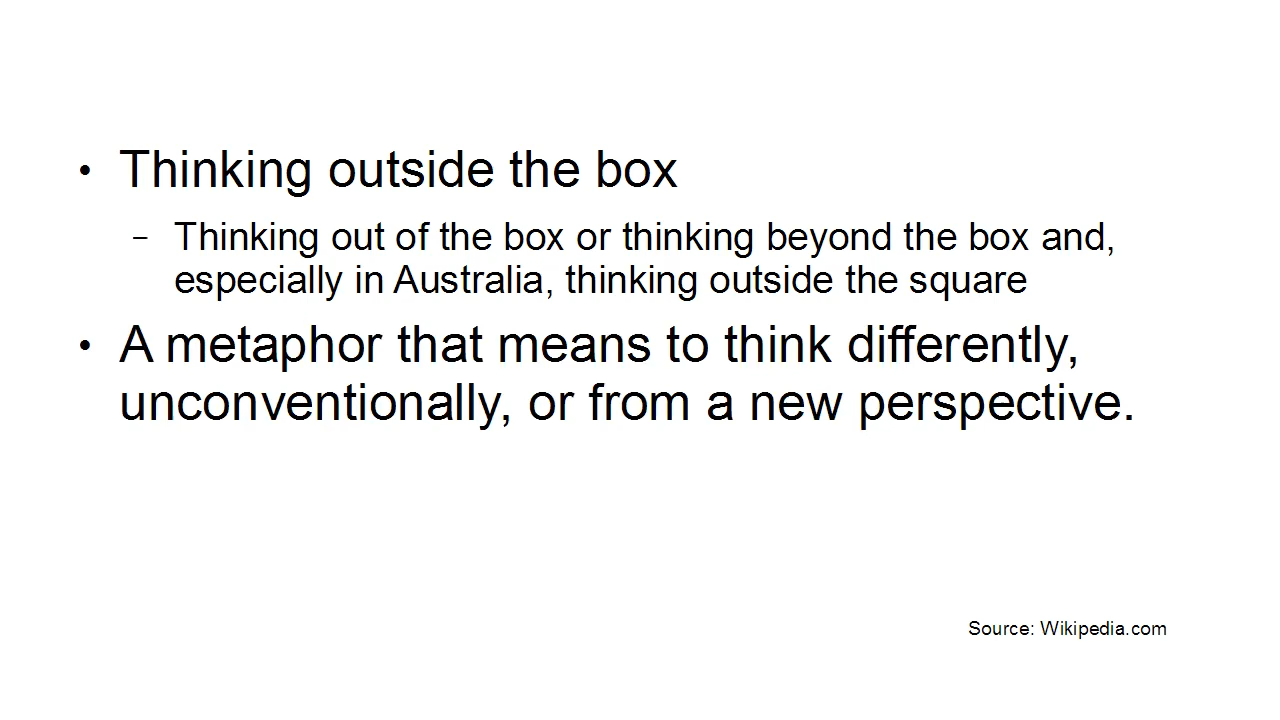 • Thinking outside the box
– Thinking out of the box or thinking beyond the box and,
especially in Australia, thinking outside the square
• A metaphor that means to think differently,
unconventionally, or from a new perspective.
Source: Wikipedia.com